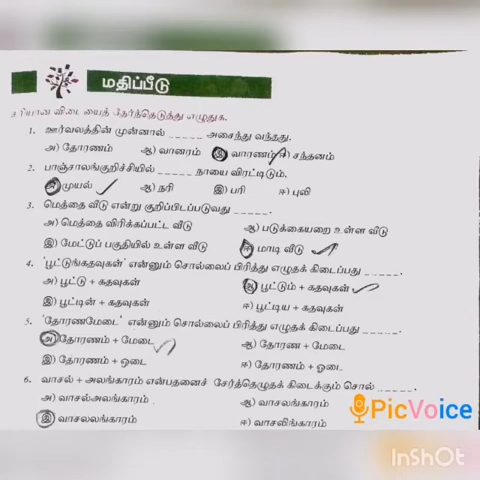 மதிப்பீடு
சரியான விடையைத் தேர்ந்தெடுத்து எழுதுக.
1. ஊர்வலத்தின் முன்னால் _____ அசைந்து வந்தது.
அ) தோரணம் ஆ) வானரம் இ) வாரணம் ஈ) சந்தனம்
2. பாஞ்சாலங்குறிச்சியில் _____ நாயை விரட்டிடும்.
அ) முயல் ஆ) நரி இ) பரி ஈ) புலி
3. மெத்தை வீடு என்று குறிப்பிடப்படுவது _____.
அ) மெத்தை விரிக்கப்பட்ட வீடு ஆ) படுக்கையறை உள்ள வீடு
இ) மேட்டுப் பகுதியில் உள்ள வீடு ஈ) மாடி வீடு
4. 'பூட்டுங்கதவுகள்' என்னும் சொல்லைப் பிரித்து எழுதக் கிடைப்பது _____.
அ) பூட்டு + கதவுகள் ஆ) பூட்டும் + கதவுகள்
இ) பூட்டின் + கதவுகள் ஈ) பூட்டிய + கதவுகள்
5. 'தோரணமேடை' என்னும் சொல்லைப் பிரித்து எழுதக் கிடைப்பது _____.
அ) தோரணம் + மேடை ஆ) தோரண + மேடை
இ) தோரணம் + ஒடை ஈ) தோரணம் + ஓடை
6. வாசல் + அலங்காரம் என்பதனைச் சேர்த்தெழுதக் கிடைக்கும் சொல் _____.
அ) வாசல்அலங்காரம் ஆ) வாசலங்காரம்
இ) வாசலலங்காரம் ஈ) வாசலிங்காரம்
PicVoice
InShOt